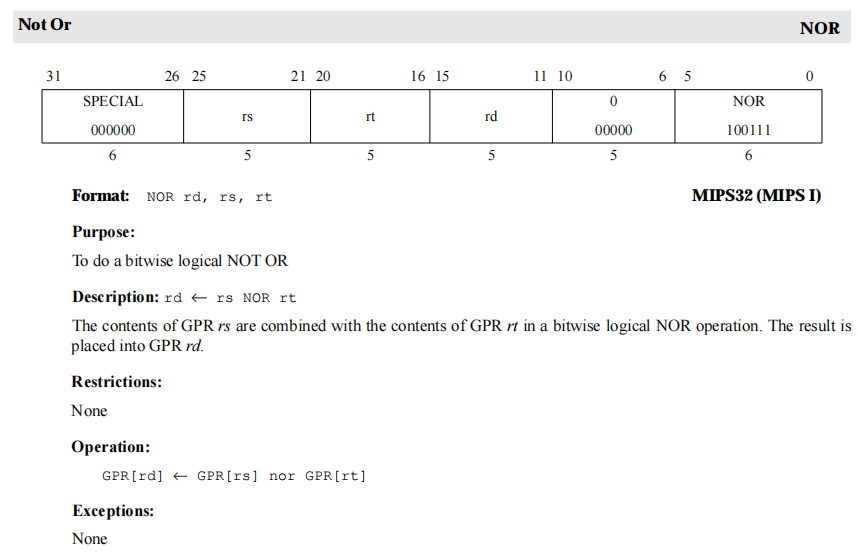 Not Or NOR
31 26 25 21 20 16 15 11 10 6 5 0
SPECIAL 0 NOR
rs rt rd
000000 00000 100111
6 5 5 5 5 6
Format: NOR rd, rs, rt MIPS32 (MIPS I)
Purpose:
To do a bitwise logical NOT OR
Description: rd ← rs NOR rt
The contents of GPR rs are combined with the contents of GPR rt in a bitwise logical NOR operation. The result is
placed into GPR rd.
Restrictions:
None
Operation:
GPR[rd] ← GPR[rs] nor GPR[rt]
Exceptions:
None